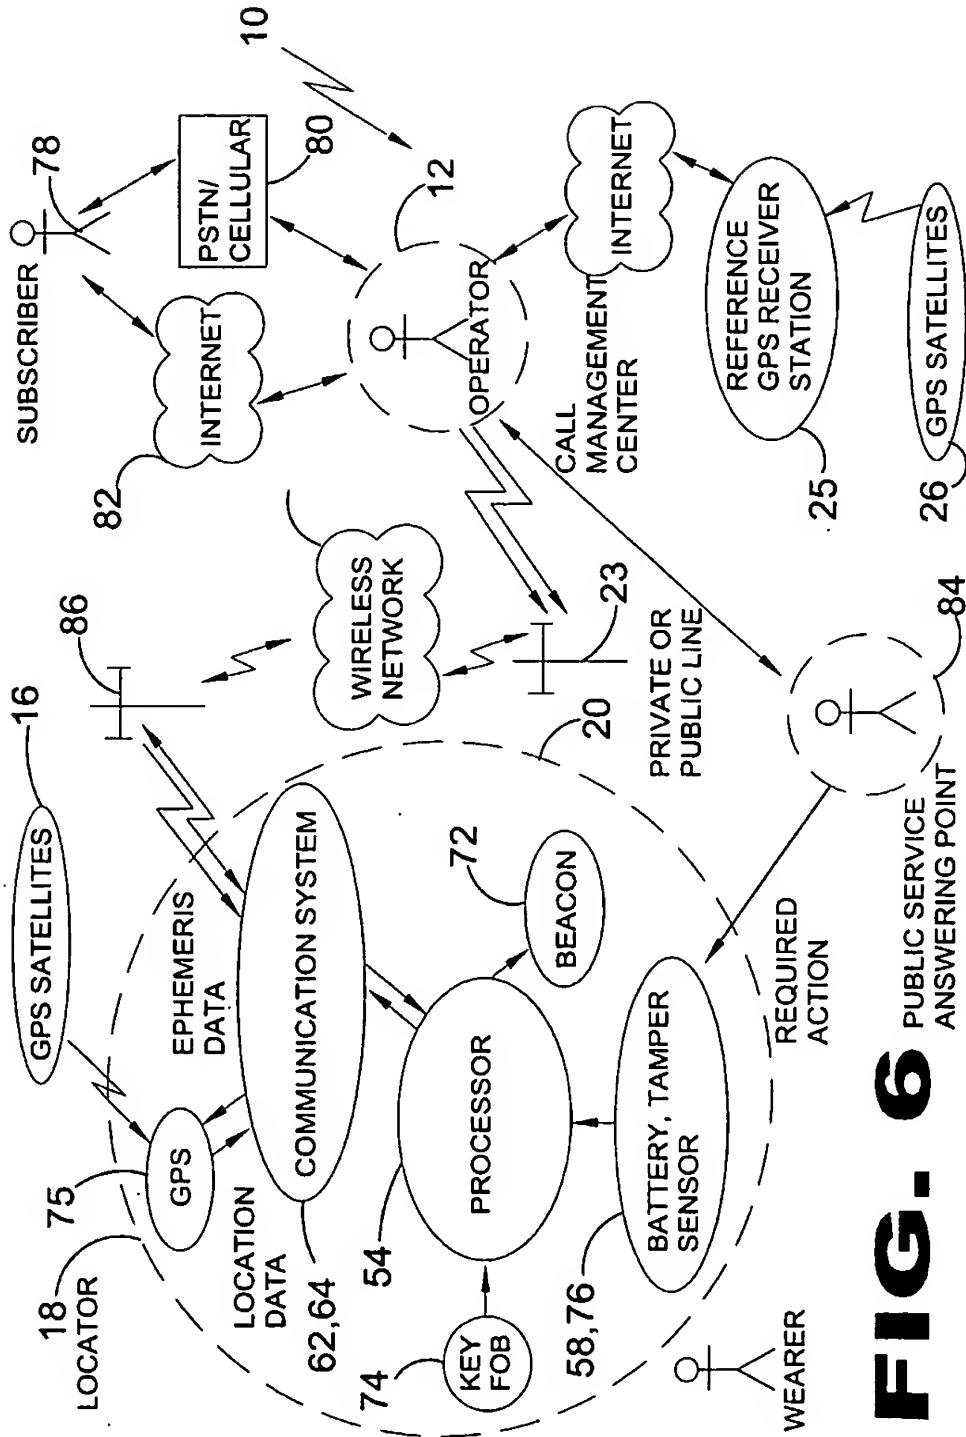 SUBSCRIBER
78
10
PSTN/
CELLULAR
80
82
INTERNET
12
OPERATOR
CALL
MANAGEMENT
CENTER
INTERNET
REFERENCE
GPS RECEIVER
STATION
25
GPS SATELLITES
26
16
GPS SATELLITES
86
WIRELESS
NETWORK
23
PRIVATE OR
PUBLIC LINE
20
18
LOCATOR
75
GPS
EPHEMERIS
DATA
LOCATION
DATA
COMMUNICATION SYSTEM
62,64
54
PROCESSOR
72
BEACON
74
KEY
FOB
BATTERY, TAMPER
SENSOR
58,76
REQUIRED
ACTION
84
PUBLIC SERVICE
ANSWERING POINT
WEARER
FIG. 6